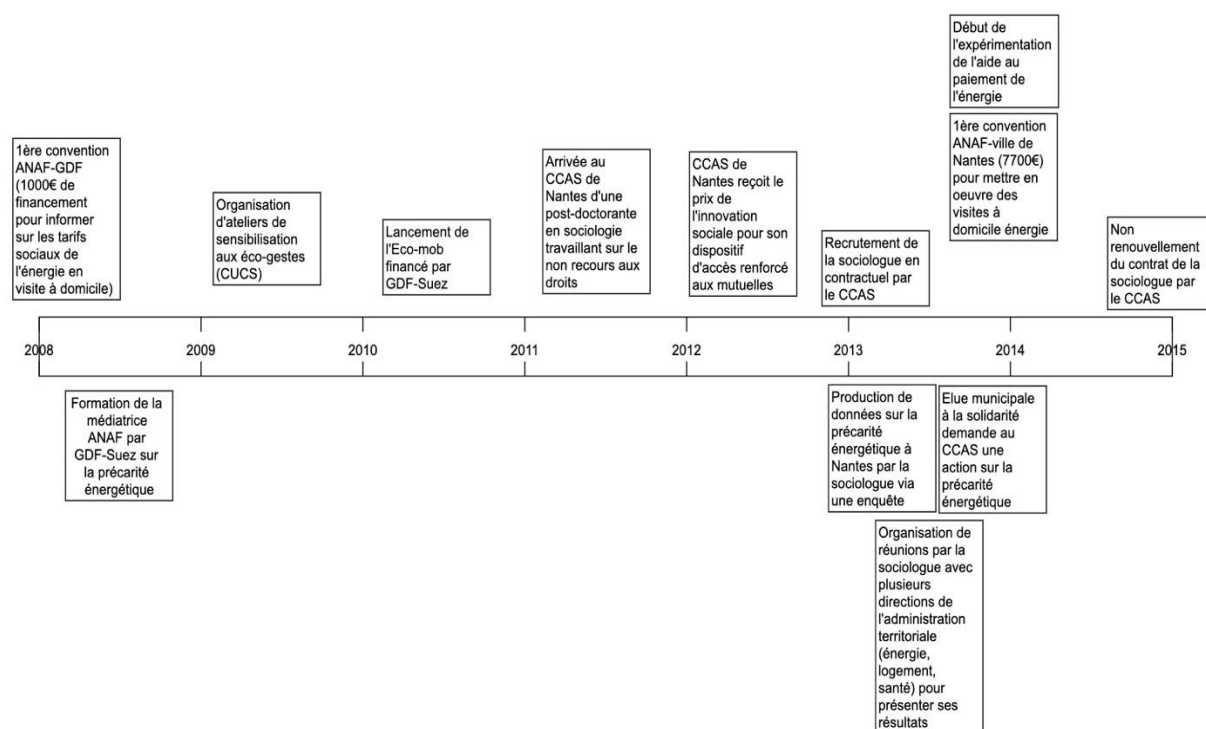 1ère convention
ANAF-GDF
(1000€ de
financement
pour informer
sur les tarifs
sociaux de
l'énergie en
visite à domicile)
Organisation
d'ateliers de
sensibilisation
aux éco-gestes
(CUCS)
Lancement de
l'Eco-mob
financé par
GDF-Suez
Arrivée au
CCAS de
Nantes d'une
post-doctorante
en sociologie
travaillant sur le
non recours aux
droits
CCAS de
Nantes reçoit le
prix de
l'innovation
sociale pour son
dispositif
d'accès renforcé
aux mutuelles
Recrutement de
la sociologue en
contractuel par
le CCAS
Début de
l'expérimentation
de l'aide au
paiement de
l'énergie
1ère convention
ANAF-ville de
Nantes (7700€)
pour mettre en
oeuvre des
visites à
domicile énergie
Non
renouvellement
du contrat de la
sociologue par
le CCAS
2008
2009
2010
2011
2012
2013
2014
2015
Formation de la
médiatrice
ANAF par
GDF-Suez sur
la précarité
énergétique
Production de
données sur la
précarité
énergétique à
Nantes par la
sociologue via
une enquête
Elue municipale
à la solidarité
demande au
CCAS une
action sur la
précarité
énergétique
Organisation de
réunions par la
sociologue avec
plusieurs
directions de
l'administration
territoriale
(énergie,
logement,
santé) pour
présenter ses
résultats